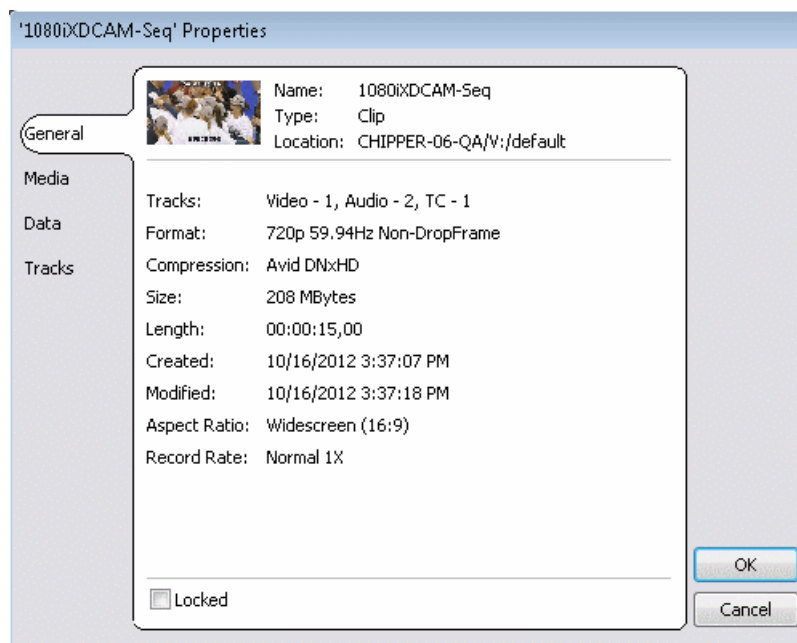 '1080iXDCAM-Seq' Properties
General
Media
Data
Tracks
Name: 1080iXDCAM-Seq
Type: Clip
Location: CHIPPER-06-QA/V:/default
Tracks: Video - 1, Audio - 2, TC - 1
Format: 720p 59.94Hz Non-DropFrame
Compression: Avid DNxHD
Size: 208 MBytes
Length: 00:00:15,00
Created: 10/16/2012 3:37:07 PM
Modified: 10/16/2012 3:37:18 PM
Aspect Ratio: Widescreen (16:9)
Record Rate: Normal 1X
Locked
OK
Cancel